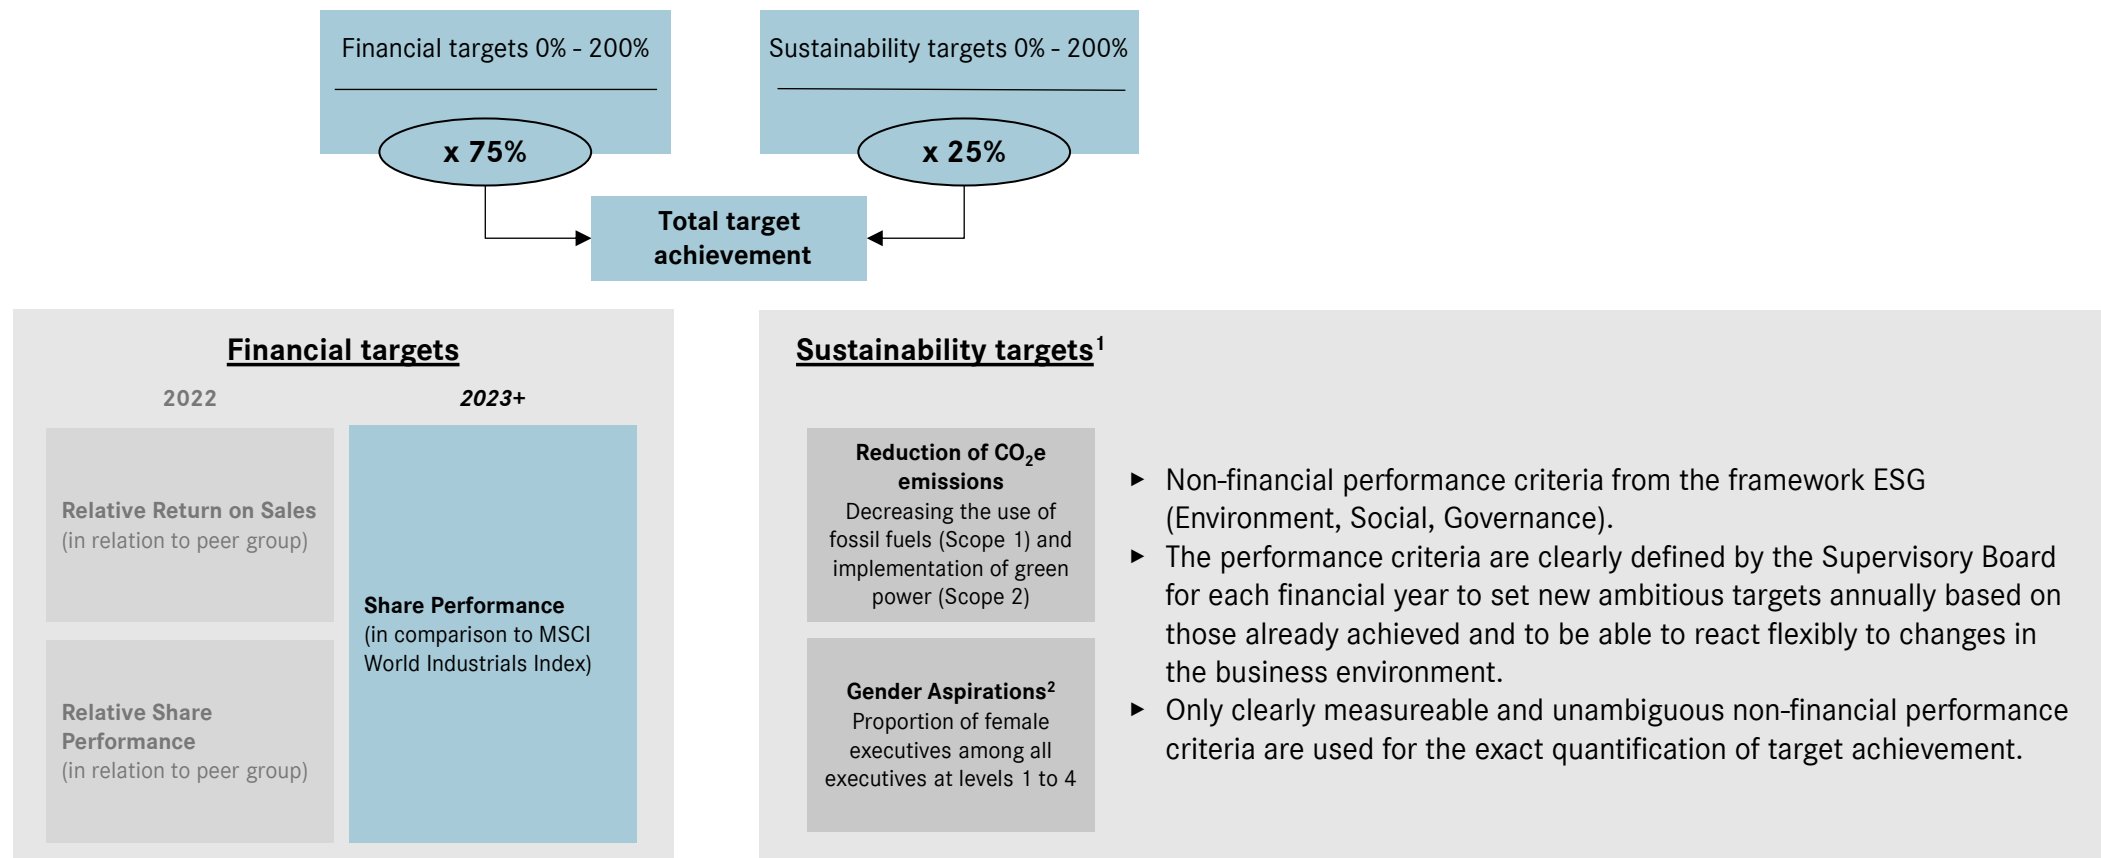 Financial targets 0% - 200%
Sustainability targets 0% - 200%
x 75%
x 25%
Total target
achievement
Financial targets
2022
2023+
Relative Return on Sales
(in relation to peer group)
Relative Share
Performance
(in relation to peer group)
Share Performance
(in comparison to MSCI
World Industrials Index)
Sustainability targets¹
Reduction of CO₂e
emissions
Decreasing the use of
fossil fuels (Scope 1) and
implementation of green
power (Scope 2)
Gender Aspirations²
Proportion of female
executives among all
executives at levels 1 to 4
▸ Non-financial performance criteria from the framework ESG
(Environment, Social, Governance).
▸ The performance criteria are clearly defined by the Supervisory Board
for each financial year to set new ambitious targets annually based on
those already achieved and to be able to react flexibly to changes in
the business environment.
▸ Only clearly measureable and unambiguous non-financial performance
criteria are used for the exact quantification of target achievement.